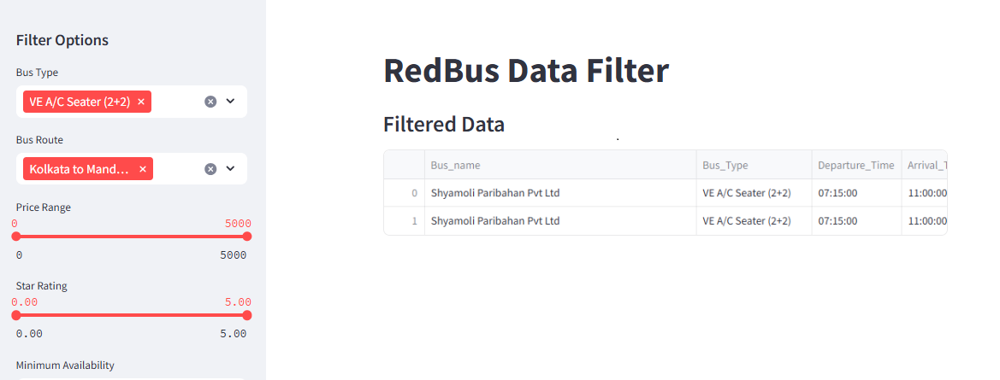 Filter Options
Bus Type
VE A/C Seater (2+2)
Bus Route
Kolkata to Mand...
Price Range
0 5000
0 5000
Star Rating
0.00 5.00
0.00 5.00
Minimum Availability
RedBus Data Filter
Filtered Data
Bus_name Bus_Type Departure_Time Arrival_T
0 Shyamoli Paribahan Pvt Ltd VE A/C Seater (2+2) 07:15:00 11:00:00
1 Shyamoli Paribahan Pvt Ltd VE A/C Seater (2+2) 07:15:00 11:00:00